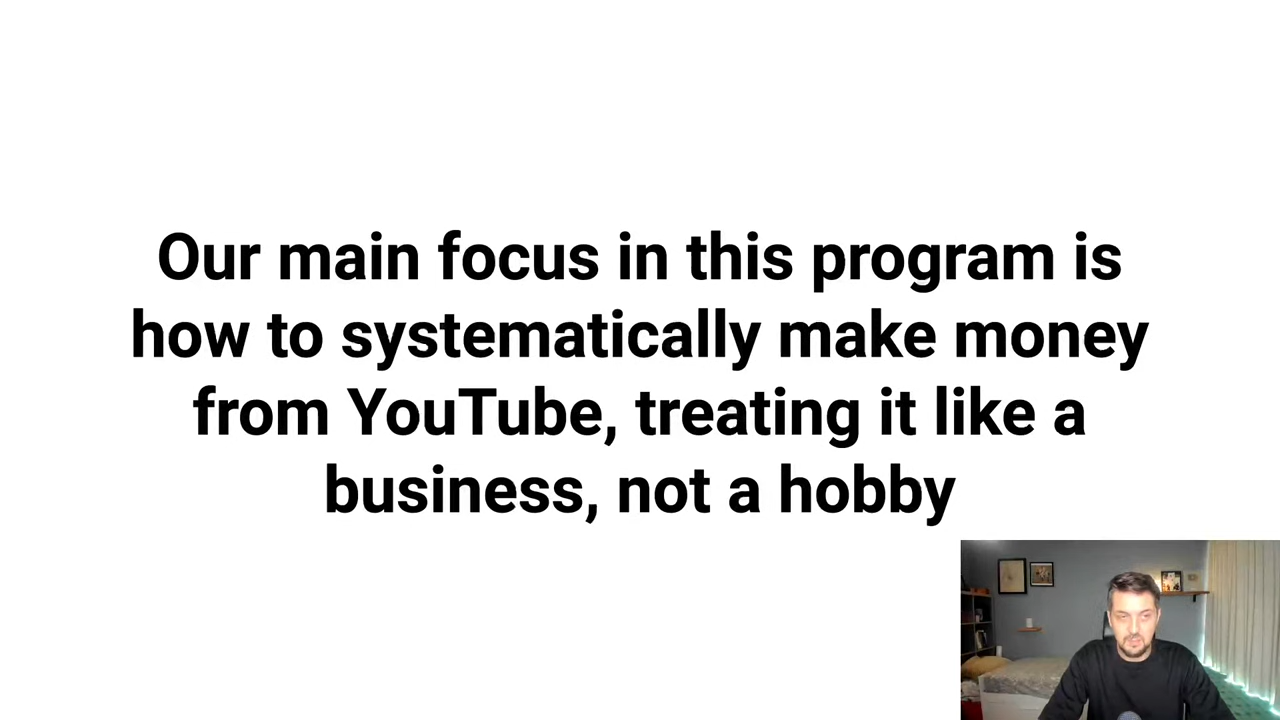 Our main focus in this program is
how to systematically make money
from YouTube, treating it like a
business, not a hobby